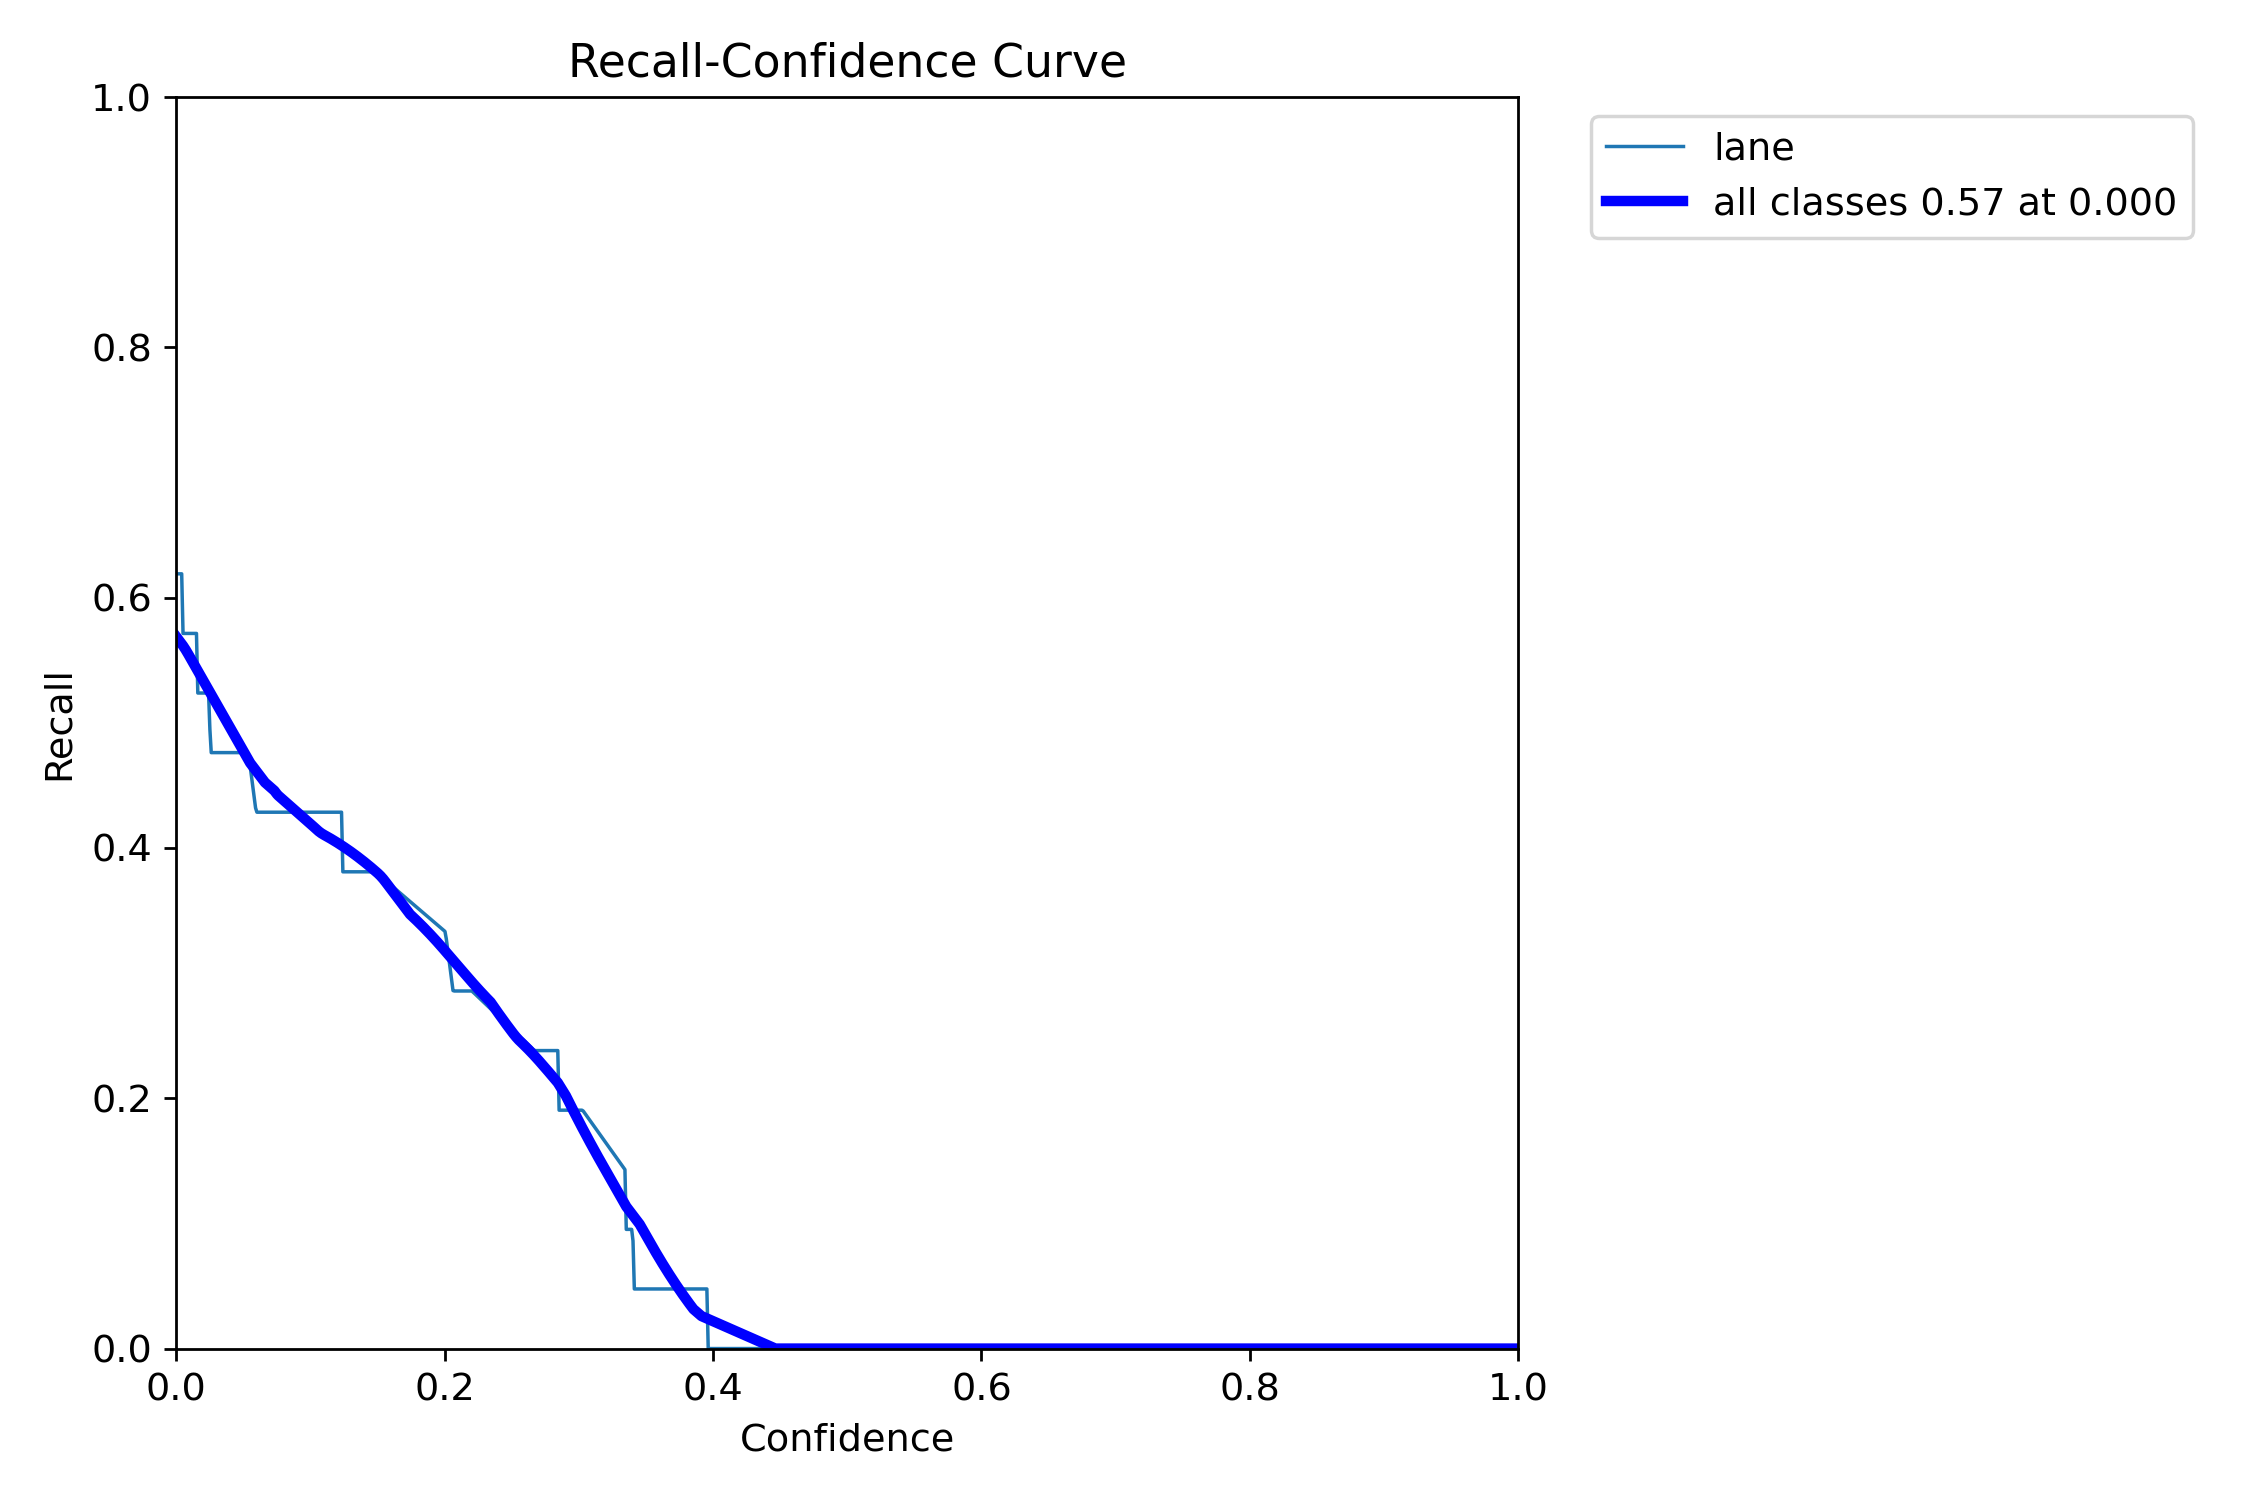 Recall-Confidence Curve
1.0
0.8
0.6
0.4
0.2
0.0
Recall
0.0 0.2 0.4 0.6 0.8 1.0
Confidence
lane
all classes 0.57 at 0.000